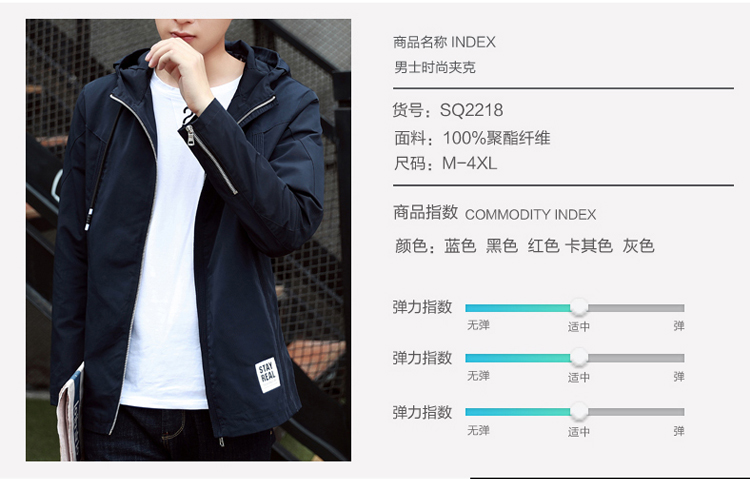 商品名称 INDEX
男士时尚夹克
货号：SQ2218
面料：100%聚酯纤维
尺码：M-4XL
商品指数 COMMODITY INDEX
颜色：蓝色 黑色 红色 卡其色 灰色
弹力指数
无弹 适中 弹
弹力指数
无弹 适中 弹
弹力指数
无弹 适中 弹
STAY
REAL